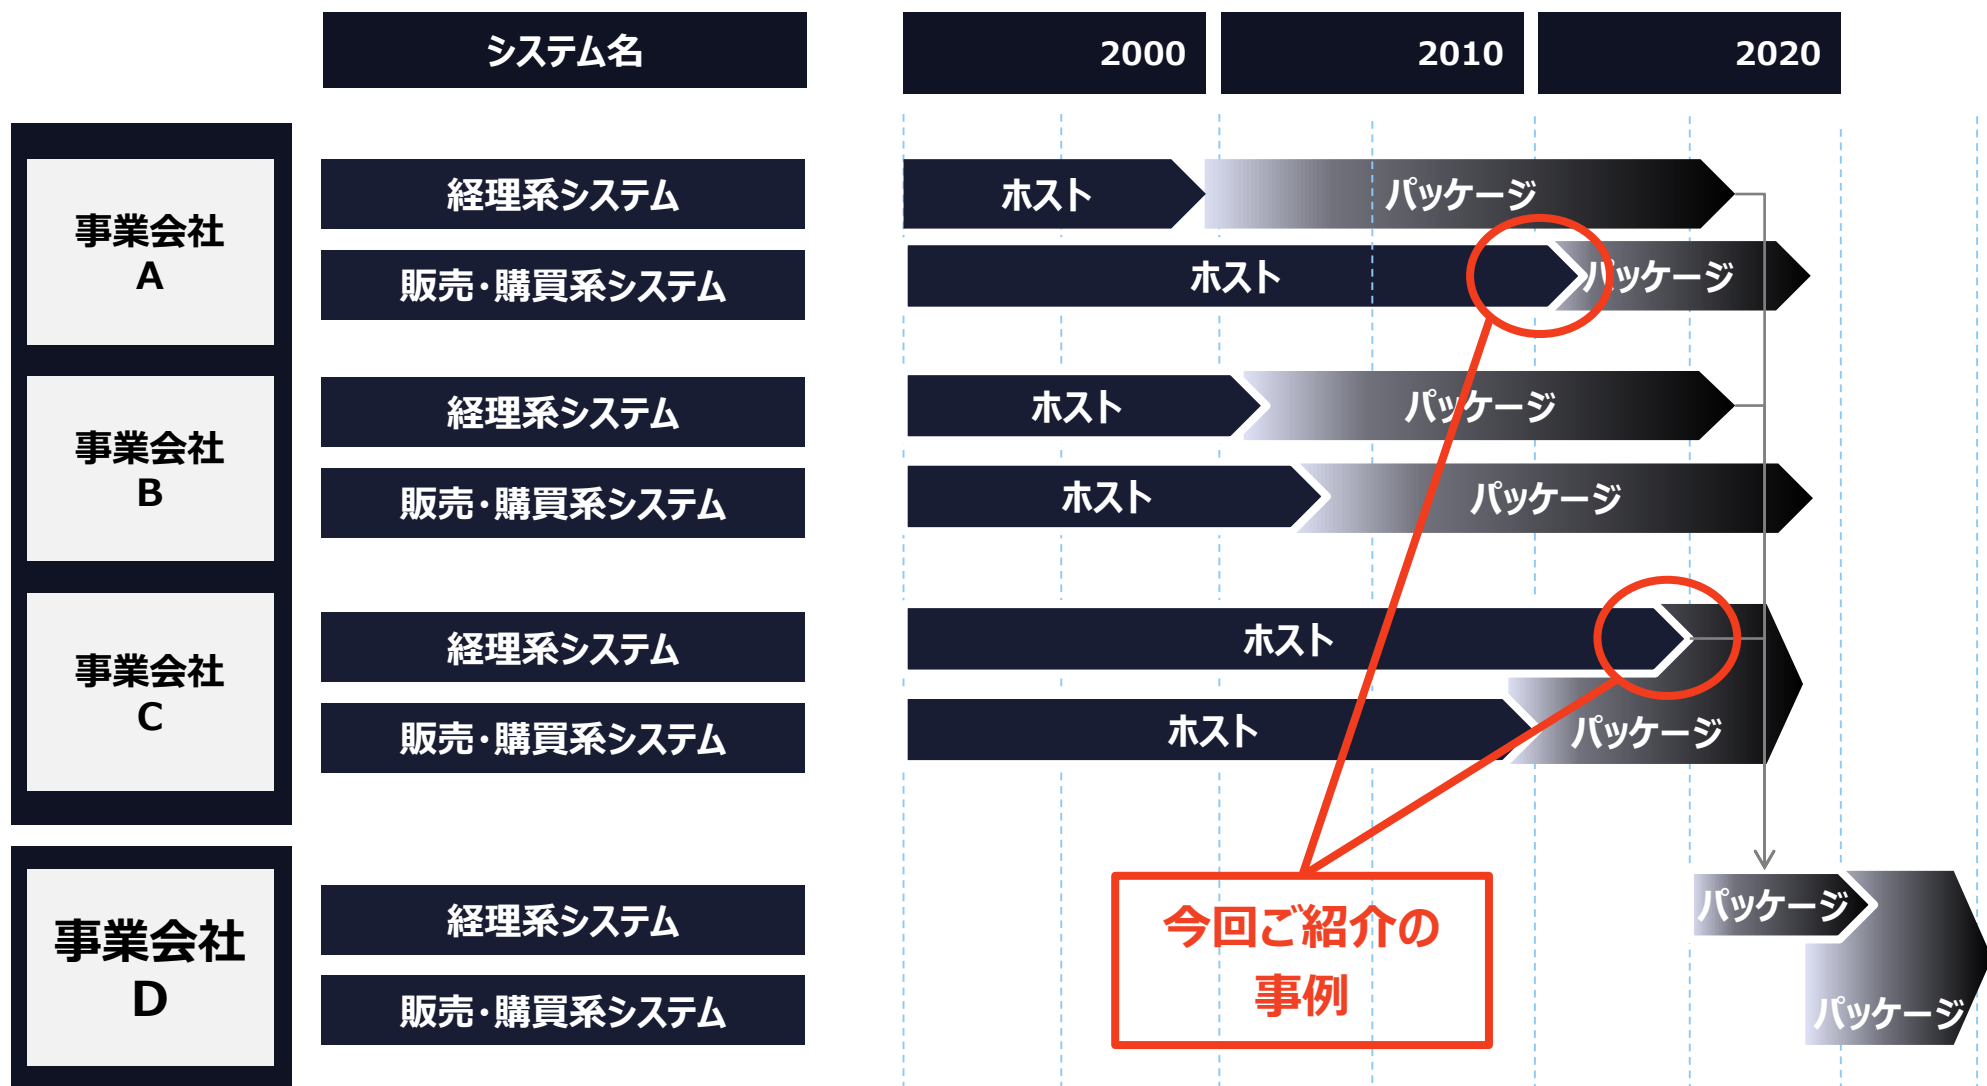 システム名
2000
2010
2020
事業会社
A
経理系システム
ホスト
パッケージ
販売・購買系システム
ホスト
パッケージ
事業会社
B
経理系システム
ホスト
パッケージ
販売・購買系システム
ホスト
パッケージ
事業会社
C
経理系システム
ホスト
販売・購買系システム
ホスト
パッケージ
事業会社
D
経理系システム
パッケージ
販売・購買系システム
パッケージ
今回ご紹介の
事例